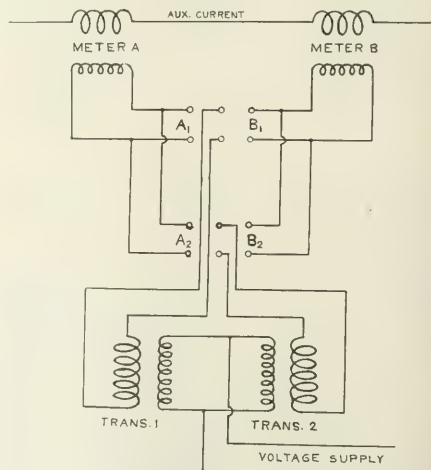 AUX. CURRENT
METER A
METER B
A1
B1
A2
B2
TRANS. 1
TRANS. 2
VOLTAGE SUPPLY